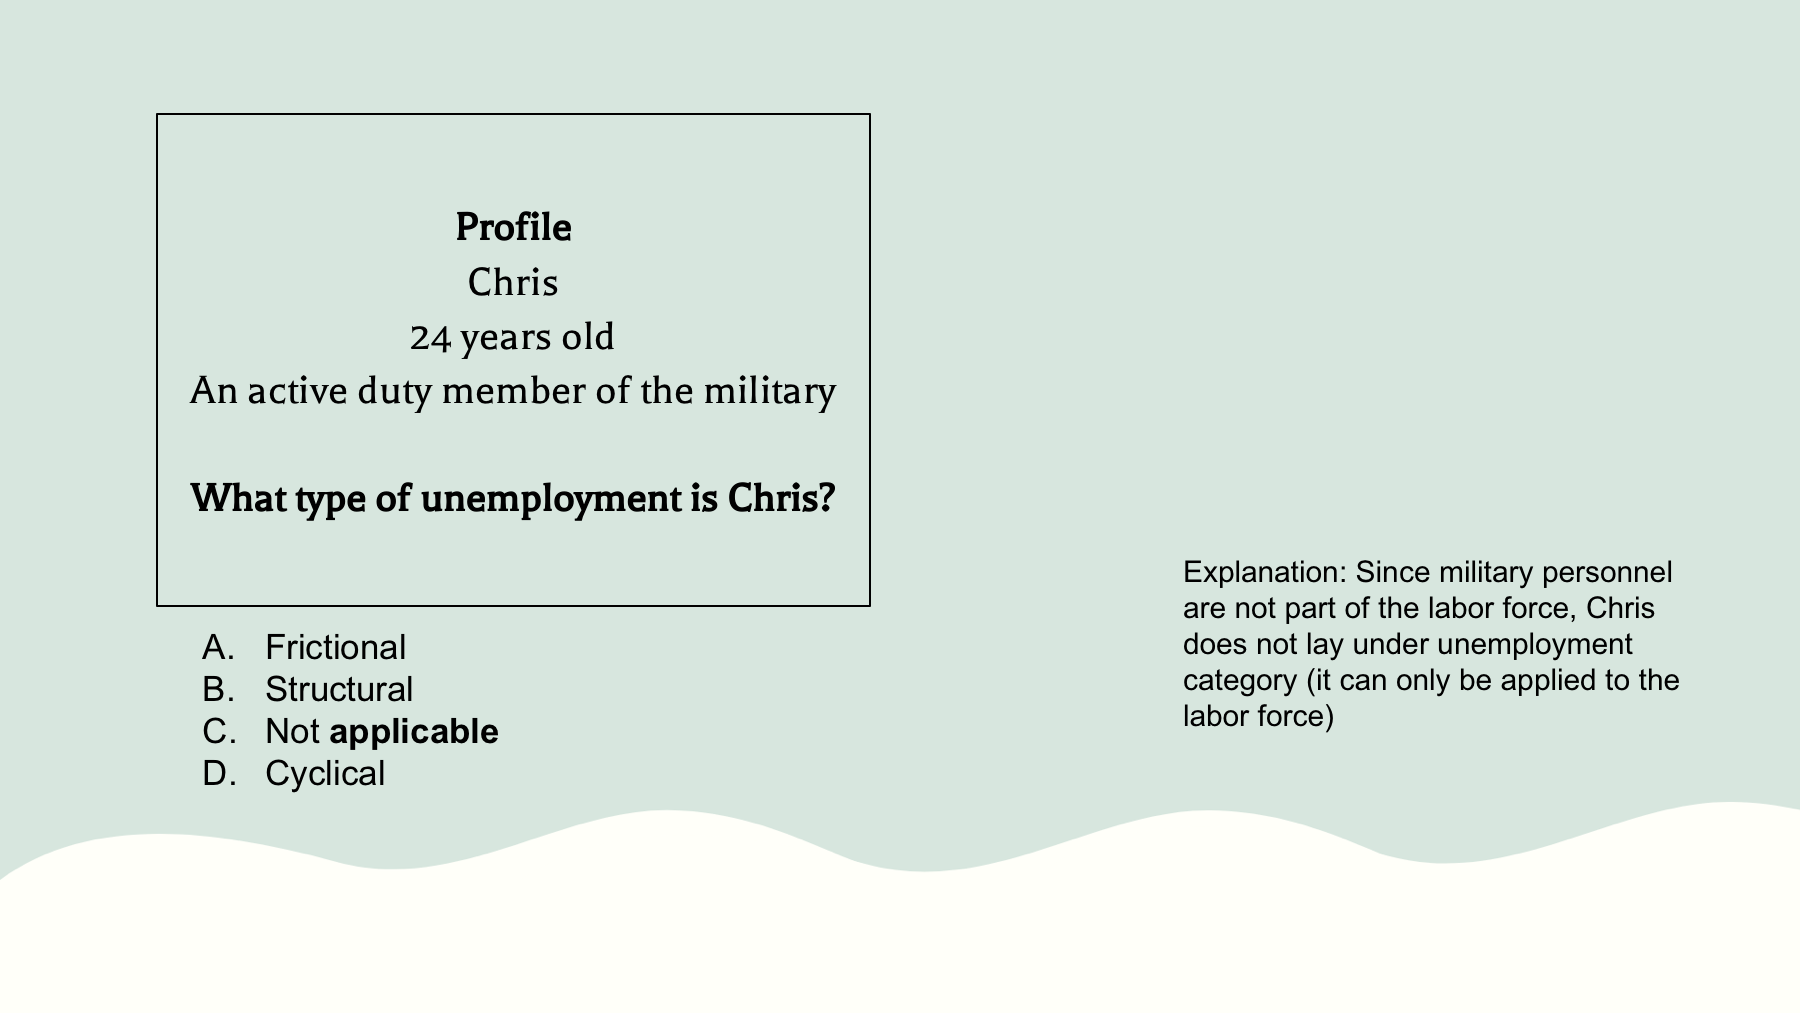 Profile
Chris
24 years old
An active duty member of the military
What type of unemployment is Chris?
A. Frictional
B. Structural
C. Not applicable
D. Cyclical
Explanation: Since military personnel
are not part of the labor force, Chris
does not lay under unemployment
category (it can only be applied to the
labor force)